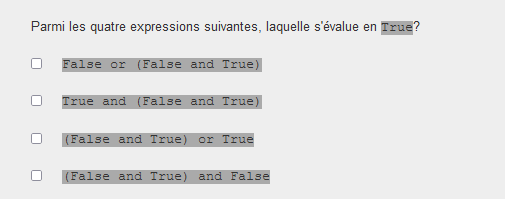 Parmi les quatre expressions suivantes, laquelle s'évalue en True?
False or (False and True)
True and (False and True)
(False and True) or True
(False and True) and False